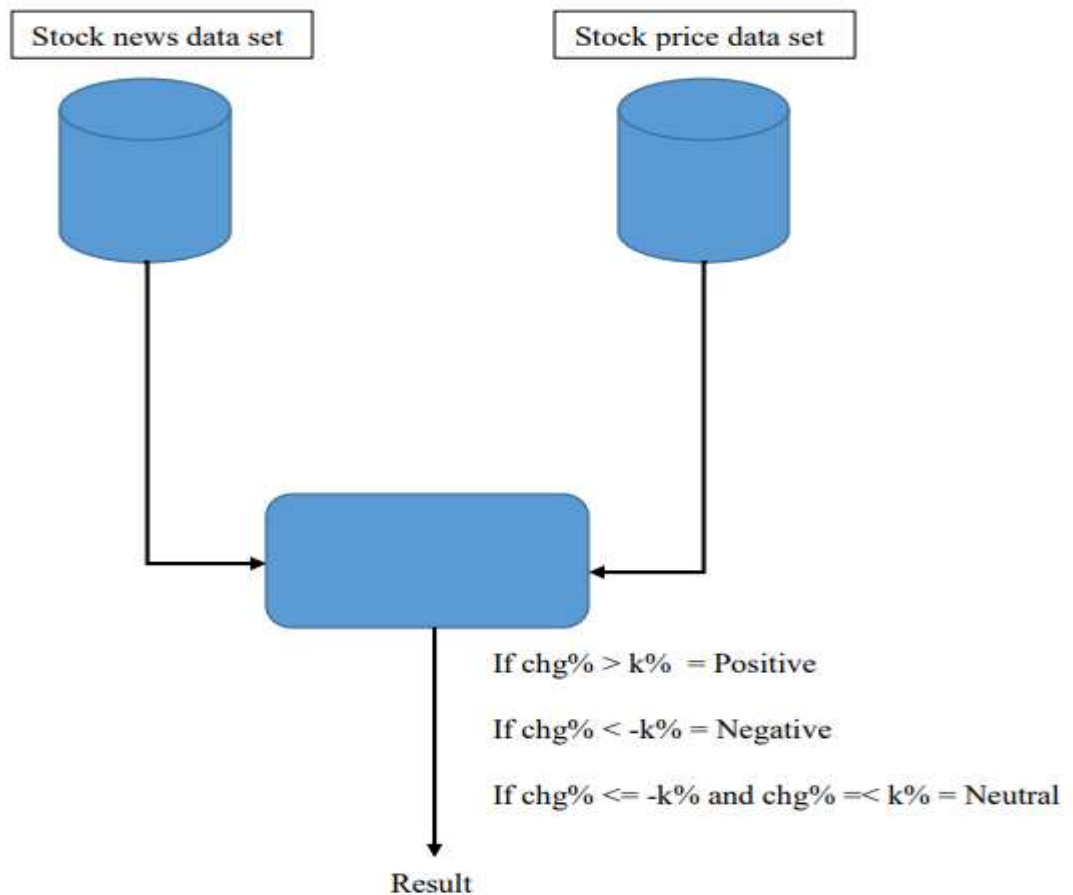 Stock news data set
Stock price data set
If chg% > k% = Positive
If chg% < -k% = Negative
If chg% <= -k% and chg% =< k% = Neutral
Result